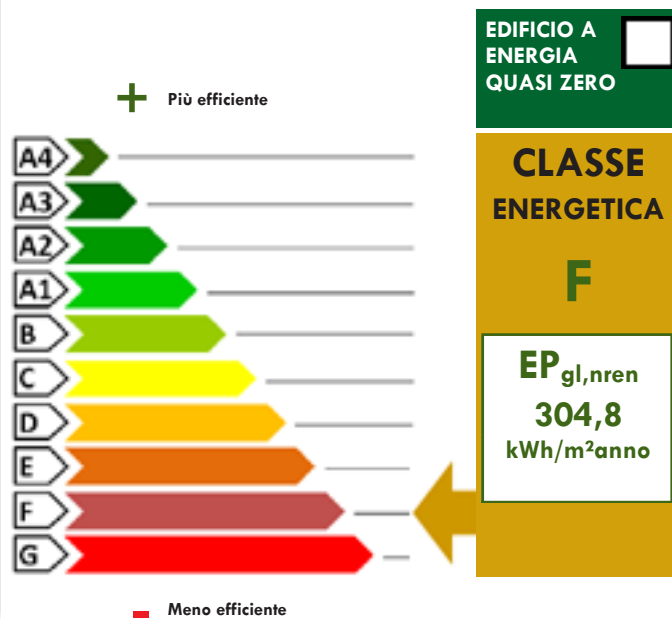 EDIFICIO A
ENERGIA
QUASI ZERO
+ Più efficiente
A4
A3
A2
A1
B
C
D
E
F
G
- Meno efficiente
CLASSE
ENERGETICA
F
EPgl,nren
304,8
kWh/m²anno